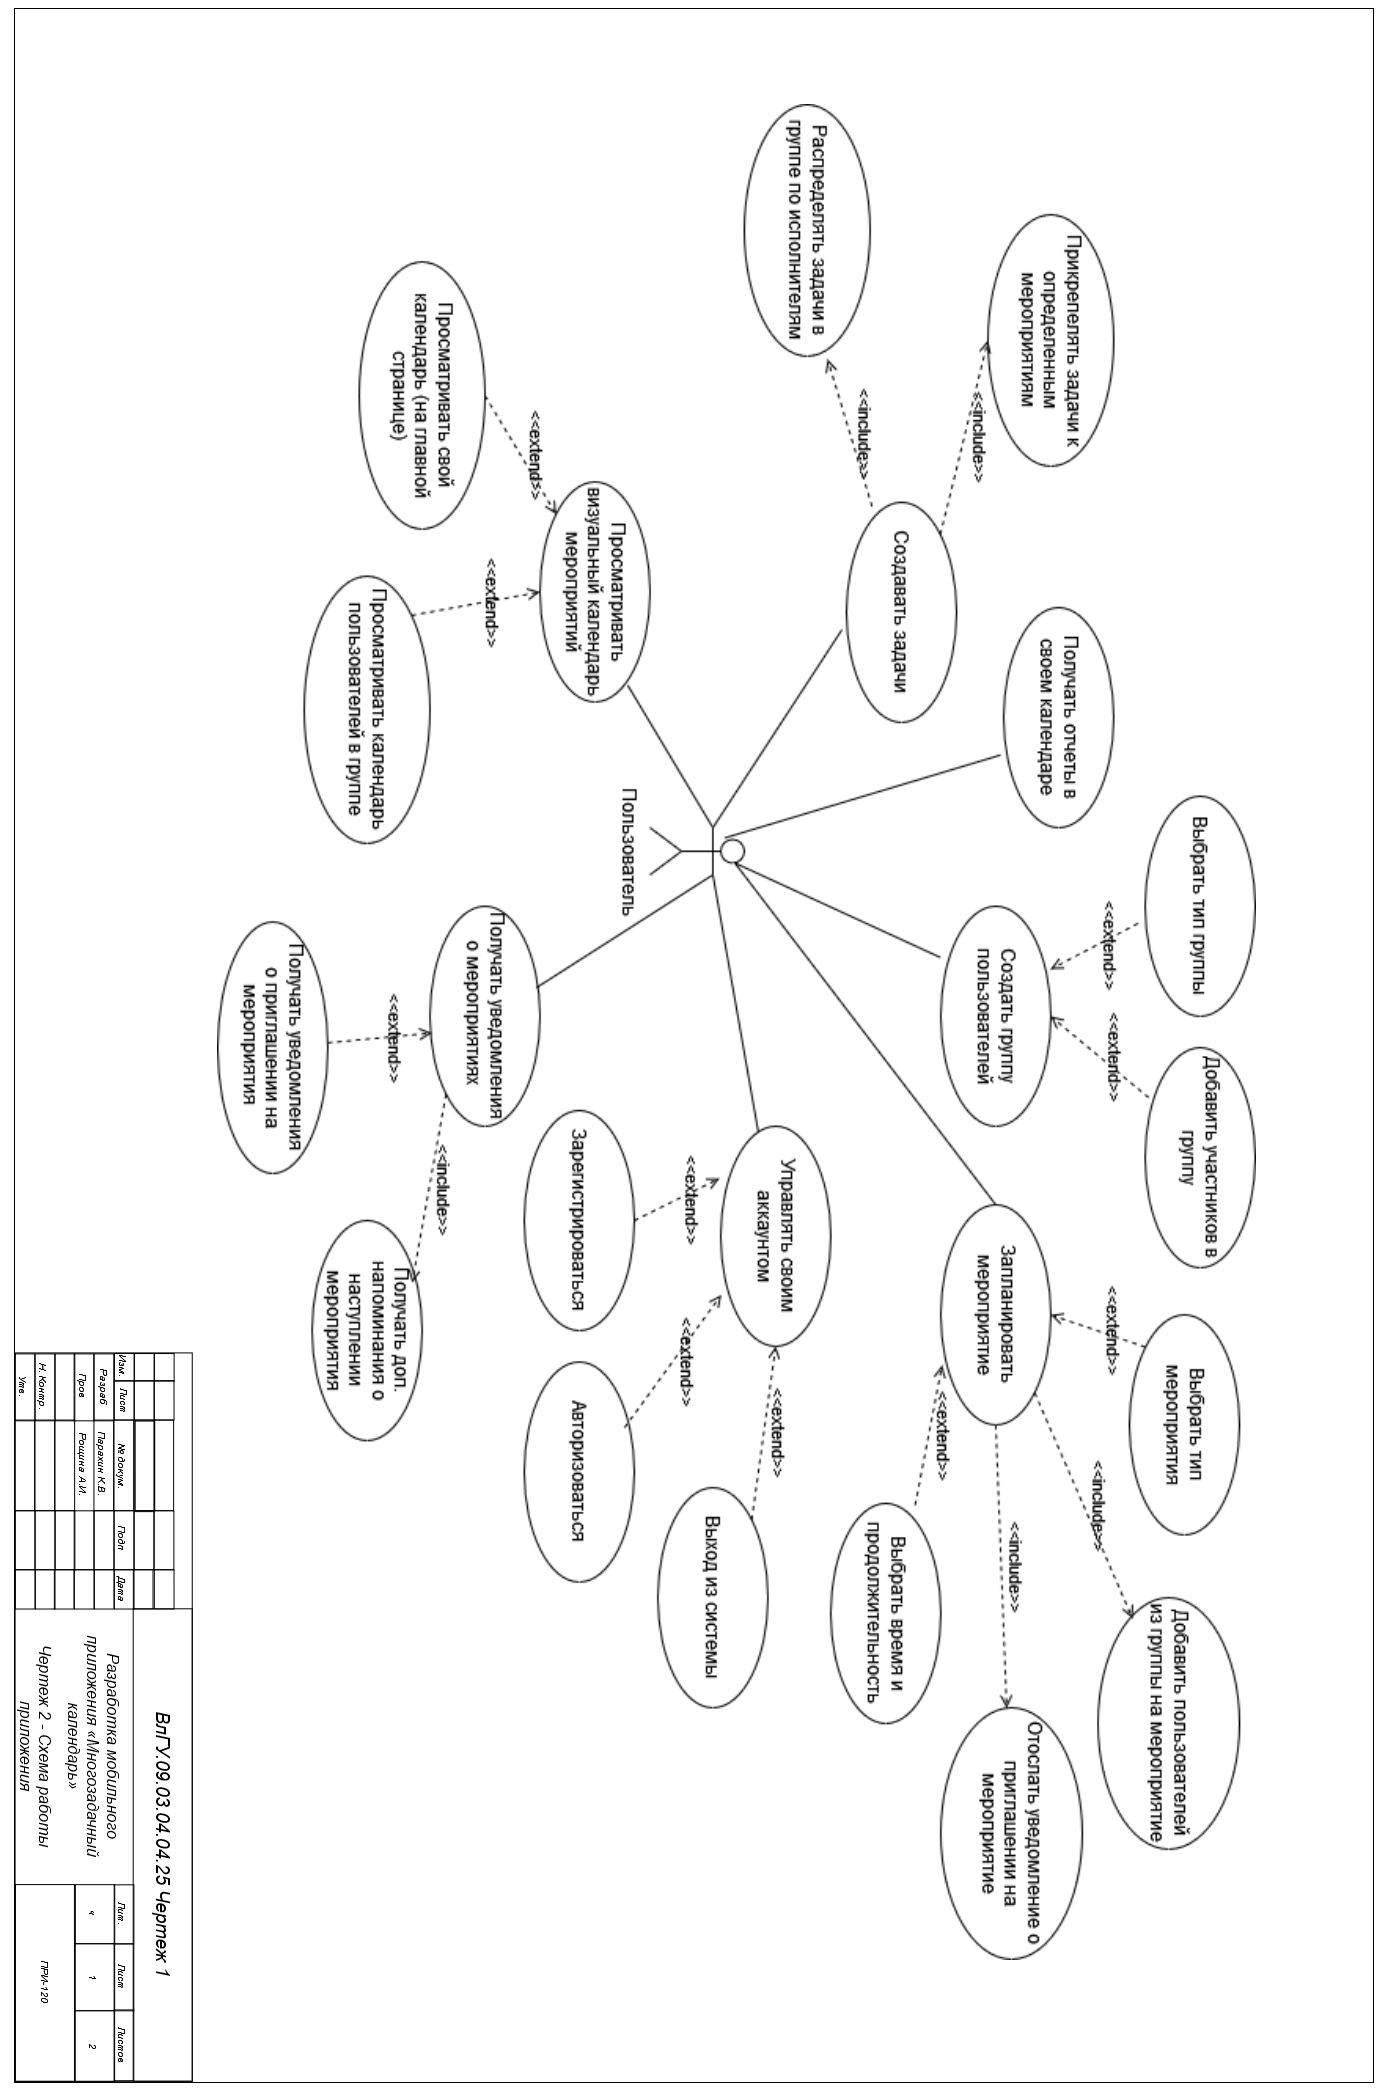 Прикрепелять задачи к
определенным
мероприятиям
Распределять задачи в
группе по исполнителям
<<include>>
<<include>>
Создавать задачи
Получать отчеты в
своем календаре
Выбрать тип группы
Добавить участников в
группу
<<extend>>
<<extend>>
Создать группу
пользователей
Выбрать тип
мероприятия
<<extend>>
Запланировать
мероприятие
<<include>>
Добавить пользователей
из группы на мероприятие
<<include>>
Отослать уведомление о
приглашении на
мероприятие
<<extend>>
Выбрать время и
продолжительность
Просматривать
визуальный календарь
мероприятий
<<extend>>
<<extend>>
Просматривать свой
календарь (на главной
странице)
Просматривать календарь
пользователей в группе
Пользователь
Управлять своим
аккаунтом
<<extend>>
<<extend>>
<<extend>>
Зарегистрироваться
Авторизоваться
Выход из системы
Получать уведомления
о мероприятиях
<<extend>>
<<include>>
Получать уведомления
о приглашении на
мероприятия
Получать доп.
напоминания о
наступлении
мероприятия
ВлГУ.09.03.04.04.25 Чертеж 1
Изм. Лист № докум. Подп Дата
Разраб Парахин К.В.
Пров Рощина А.И.
Н. Контр.
Утв.
Разработка мобильного
приложения «Многозадачный
календарь»
Чертеж 2 - Схема работы
приложения
Лит. Лист Листов
ч 1 2
ПРИ-120